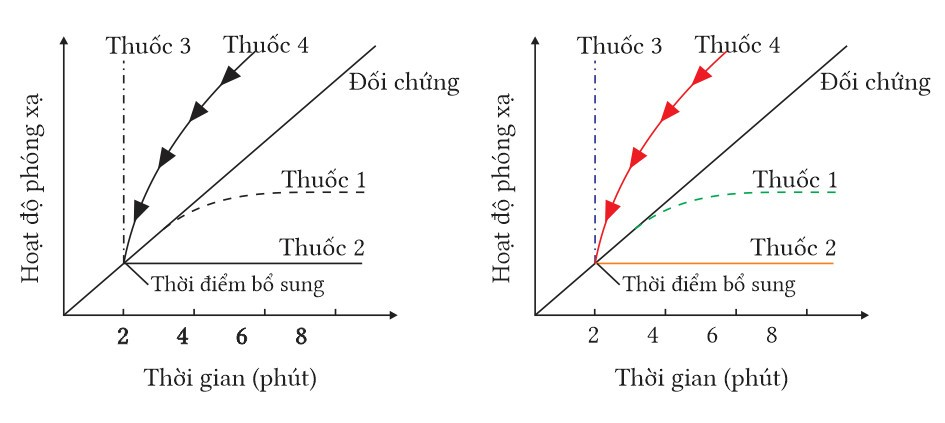 Thuốc 3
Thuốc 4
Đối chứng
Thuốc 1
Thuốc 2
Thời điểm bổ sung
Hoạt độ phóng xạ
2 4 6 8
Thời gian (phút)
Thuốc 3
Thuốc 4
Đối chứng
Thuốc 1
Thuốc 2
Thời điểm bổ sung
Hoạt độ phóng xạ
2 4 6 8
Thời gian (phút)